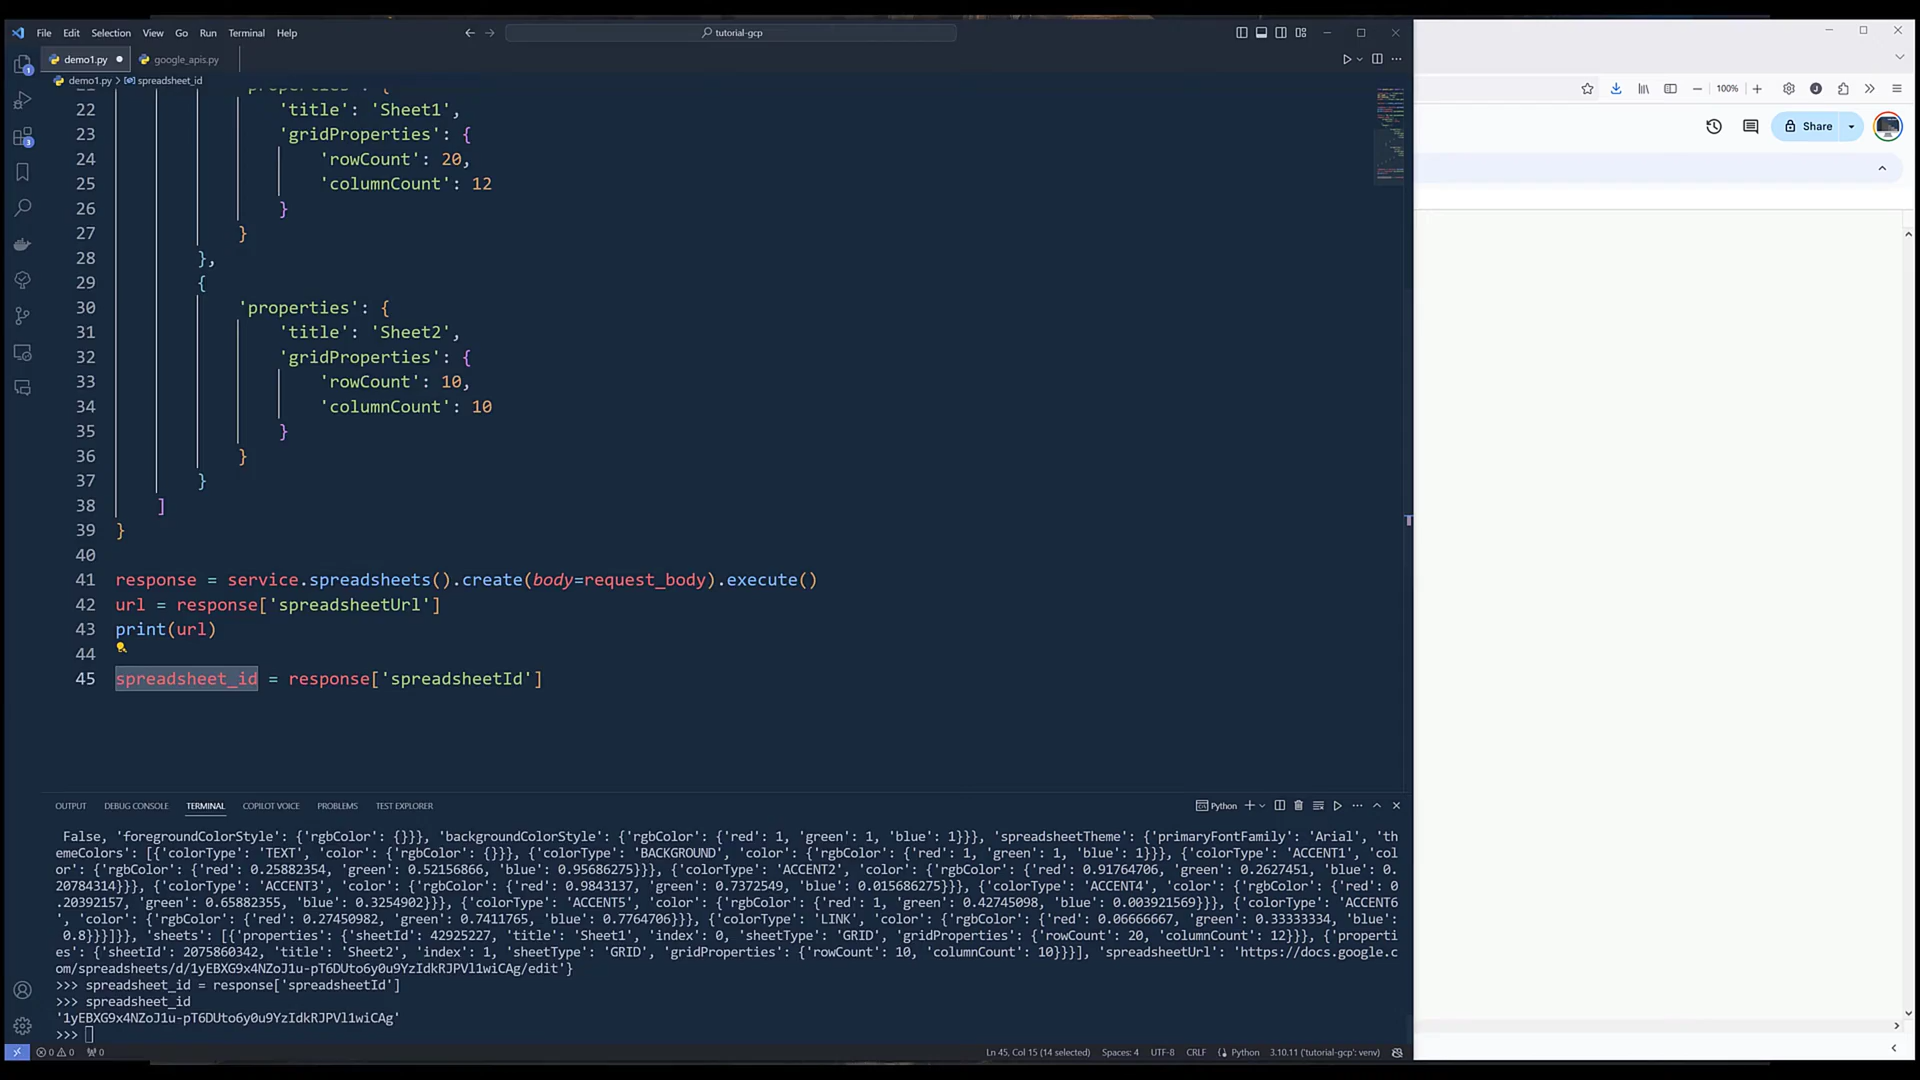 File Edit Selection View Go Run Terminal Help
tutorial-gcp
demo1.py
google_apis.py
demo1.py > spreadsheet_id
100%
Share
22 'title': 'Sheet1',
23 'gridProperties': {
24 'rowCount': 20,
25 'columnCount': 12
26 }
27 }
28 },
29 {
30 'properties': {
31 'title': 'Sheet2',
32 'gridProperties': {
33 'rowCount': 10,
34 'columnCount': 10
35 }
36 }
37 }
38 ]
39 }
40
41 response = service.spreadsheets().create(body=request_body).execute()
42 url = response['spreadsheetUrl']
43 print(url)
44
45 spreadsheet_id = response['spreadsheetId']
OUTPUT DEBUG CONSOLE TERMINAL COPILOT VOICE PROBLEMS TEST EXPLORER
Python
False, 'foregroundColorStyle': {'rgbColor': {}}}, 'backgroundColorStyle': {'rgbColor': {'red': 1, 'green': 1, 'blue': 1}}}, 'spreadsheetTheme': {'primaryFontFamily': 'Arial', 'th
emeColors': [{'colorType': 'TEXT', 'color': {'rgbColor': {}}}, {'colorType': 'BACKGROUND', 'color': {'rgbColor': {'red': 1, 'green': 1, 'blue': 1}}}, {'colorType': 'ACCENT1', 'col
or': {'rgbColor': {'red': 0.25882354, 'green': 0.52156866, 'blue': 0.95686275}}}, {'colorType': 'ACCENT2', 'color': {'rgbColor': {'red': 0.91764706, 'green': 0.2627451, 'blue': 0.
20784314}}}, {'colorType': 'ACCENT3', 'color': {'rgbColor': {'red': 0.9843137, 'green': 0.7372549, 'blue': 0.015686275}}}, {'colorType': 'ACCENT4', 'color': {'rgbColor': {'red': 0
.20392157, 'green': 0.65882355, 'blue': 0.3254902}}}, {'colorType': 'ACCENT5', 'color': {'rgbColor': {'red': 1, 'green': 0.42745098, 'blue': 0.003921569}}}, {'colorType': 'ACCENT6
', 'color': {'rgbColor': {'red': 0.27450982, 'green': 0.7411765, 'blue': 0.7764706}}}, {'colorType': 'LINK', 'color': {'rgbColor': {'red': 0.06666667, 'green': 0.33333334, 'blue':
0.8}}}]}}, 'sheets': [{'properties': {'sheetId': 42925227, 'title': 'Sheet1', 'index': 0, 'sheetType': 'GRID', 'gridProperties': {'rowCount': 20, 'columnCount': 12}}}, {'properti
es': {'sheetId': 2075860342, 'title': 'Sheet2', 'index': 1, 'sheetType': 'GRID', 'gridProperties': {'rowCount': 10, 'columnCount': 10}}}], 'spreadsheetUrl': 'https://docs.google.c
om/spreadsheets/d/1yEBXG9x4NZoJ1u-pT6DUto6y0u9YzIdkRJPVl1wiCAg/edit'}
>>> spreadsheet_id = response['spreadsheetId']
>>> spreadsheet_id
'1yEBXG9x4NZoJ1u-pT6DUto6y0u9YzIdkRJPVl1wiCAg'
>>>
0 0 0 Ln 45, Col 15 (14 selected) Spaces: 4 UTF-8 CRLF Python 3.10.11 ('tutorial-gcp': venv)